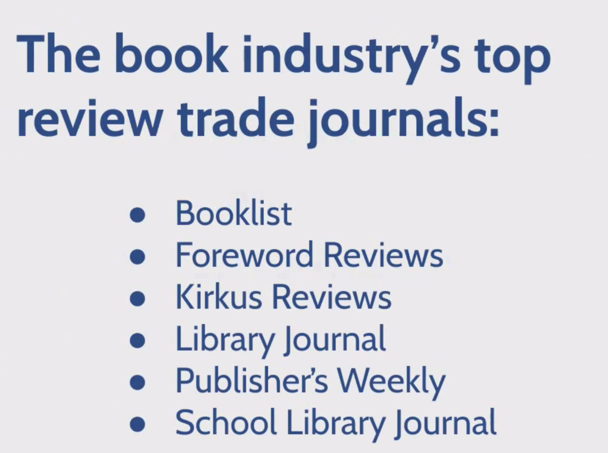 The book industry’s top
review trade journals:
● Booklist
● Foreword Reviews
● Kirkus Reviews
● Library Journal
● Publisher’s Weekly
● School Library Journal